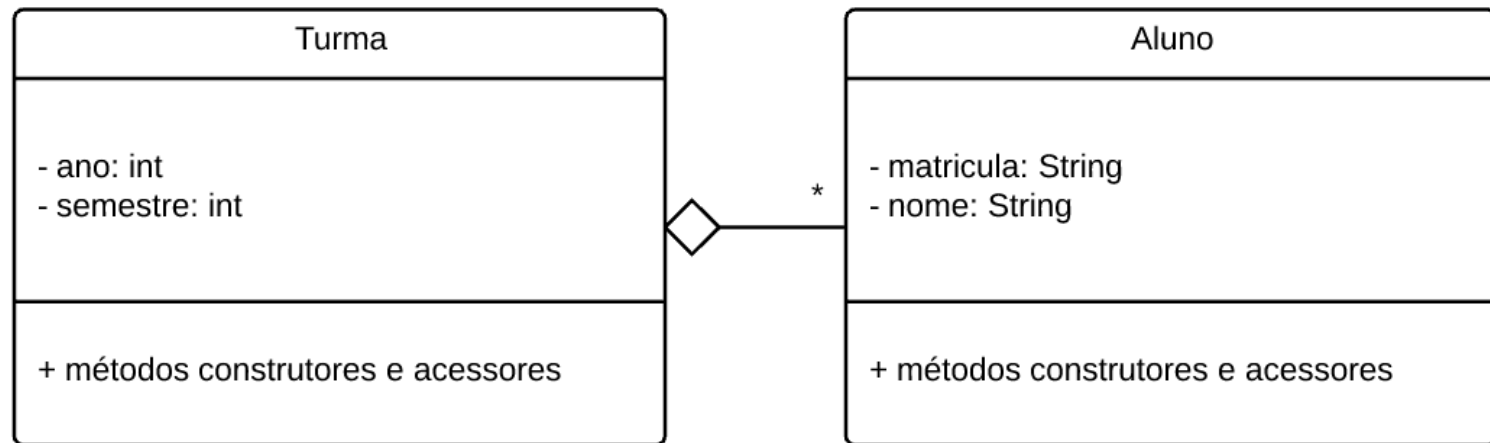 Turma
- ano: int
- semestre: int
+ métodos construtores e acessores
*
Aluno
- matricula: String
- nome: String
+ métodos construtores e acessores